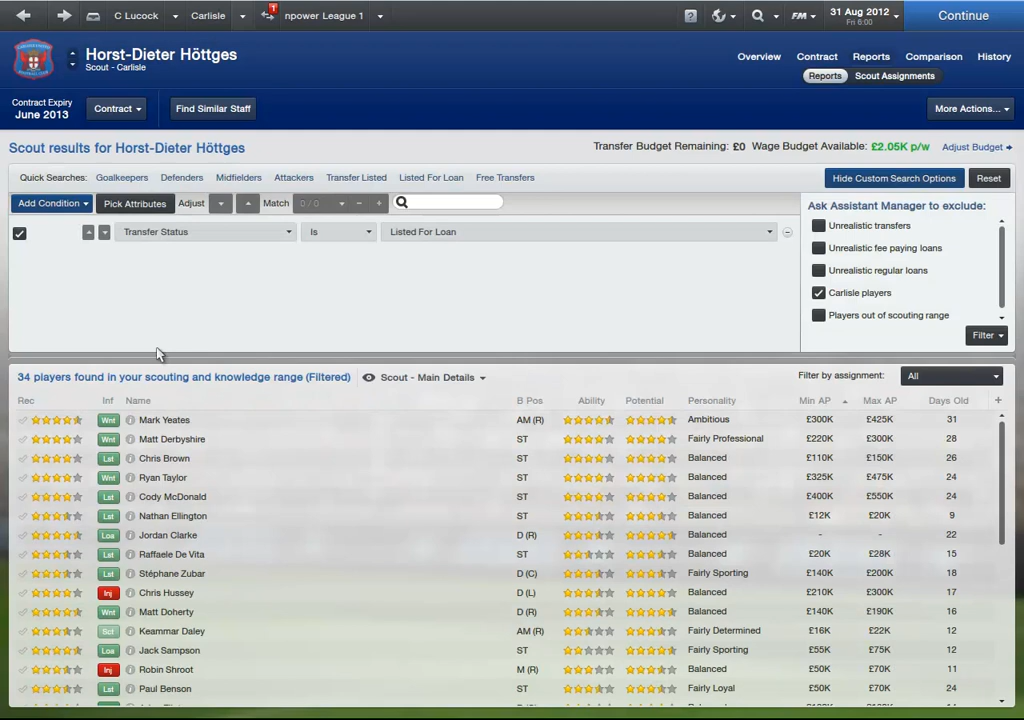 C Lucock Carlisle 1 npower League 1 ? FM 31 Aug 2012 Fri 6:00 Continue
Horst-Dieter Höttges
Scout - Carlisle
Overview Contract Reports Comparison History
Reports Scout Assignments
Contract Expiry
June 2013
Contract Find Similar Staff More Actions...
Scout results for Horst-Dieter Höttges Transfer Budget Remaining: £0 Wage Budget Available: £2.05K p/w Adjust Budget
Quick Searches: Goalkeepers Defenders Midfielders Attackers Transfer Listed Listed For Loan Free Transfers Hide Custom Search Options Reset
Add Condition Pick Attributes Adjust Match 0 / 0 - +
Ask Assistant Manager to exclude:
Transfer Status Is Listed For Loan
Unrealistic transfers
Unrealistic fee paying loans
Unrealistic regular loans
Carlisle players
Players out of scouting range
Filter
34 players found in your scouting and knowledge range (Filtered) Scout - Main Details Filter by assignment: All
Rec Inf Name B Pos Ability Potential Personality Min AP Max AP Days Old +
Wnt Mark Yeates AM (R) Ambitious £300K £425K 31
Wnt Matt Derbyshire ST Fairly Professional £220K £300K 28
Lst Chris Brown ST Balanced £110K £150K 26
Wnt Ryan Taylor ST Balanced £325K £475K 24
Lst Cody McDonald ST Balanced £400K £550K 24
Lst Nathan Ellington ST Balanced £12K £20K 9
Loa Jordan Clarke D (R) Balanced - - 22
Lst Raffaele De Vita ST Balanced £20K £28K 15
Lst Stéphane Zubar D (C) Fairly Sporting £140K £200K 18
Inj Chris Hussey D (L) Balanced £210K £300K 17
Wnt Matt Doherty D (R) Balanced £140K £190K 16
Sct Keammar Daley AM (R) Fairly Determined £16K £22K 12
Loa Jack Sampson ST Fairly Sporting £55K £75K 12
Inj Robin Shroot M (R) Balanced £50K £70K 11
Lst Paul Benson ST Fairly Loyal £50K £70K 24